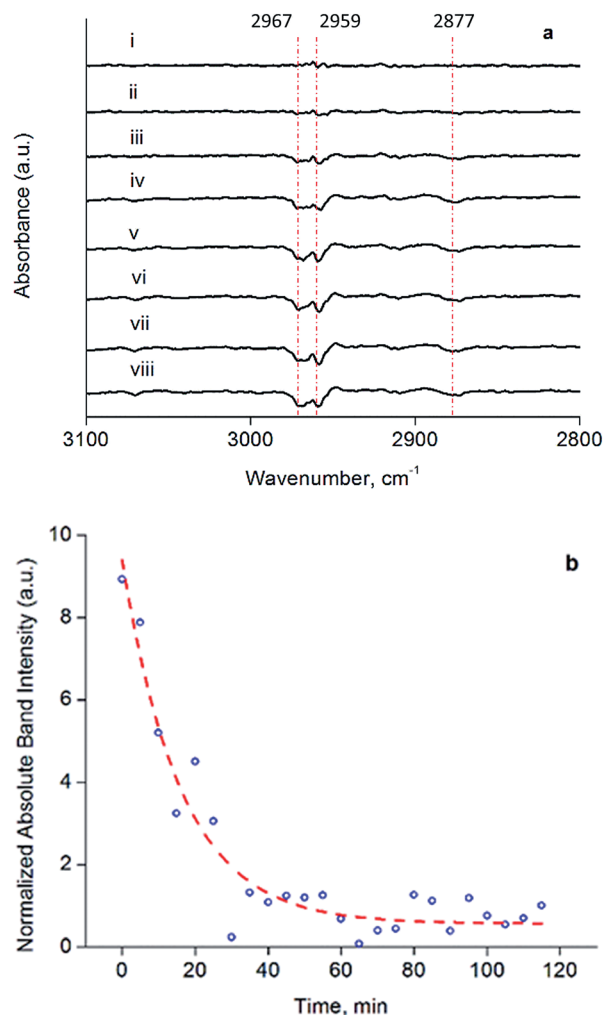 2967 2959 2877
a
i
ii
iii
iv
v
vi
vii
viii
Absorbance (a.u.)
3100 3000 2900 2800
Wavenumber, cm⁻¹
b
10
8
6
4
2
0
Normalized Absolute Band Intensity (a.u.)
0 20 40 60 80 100 120
Time, min